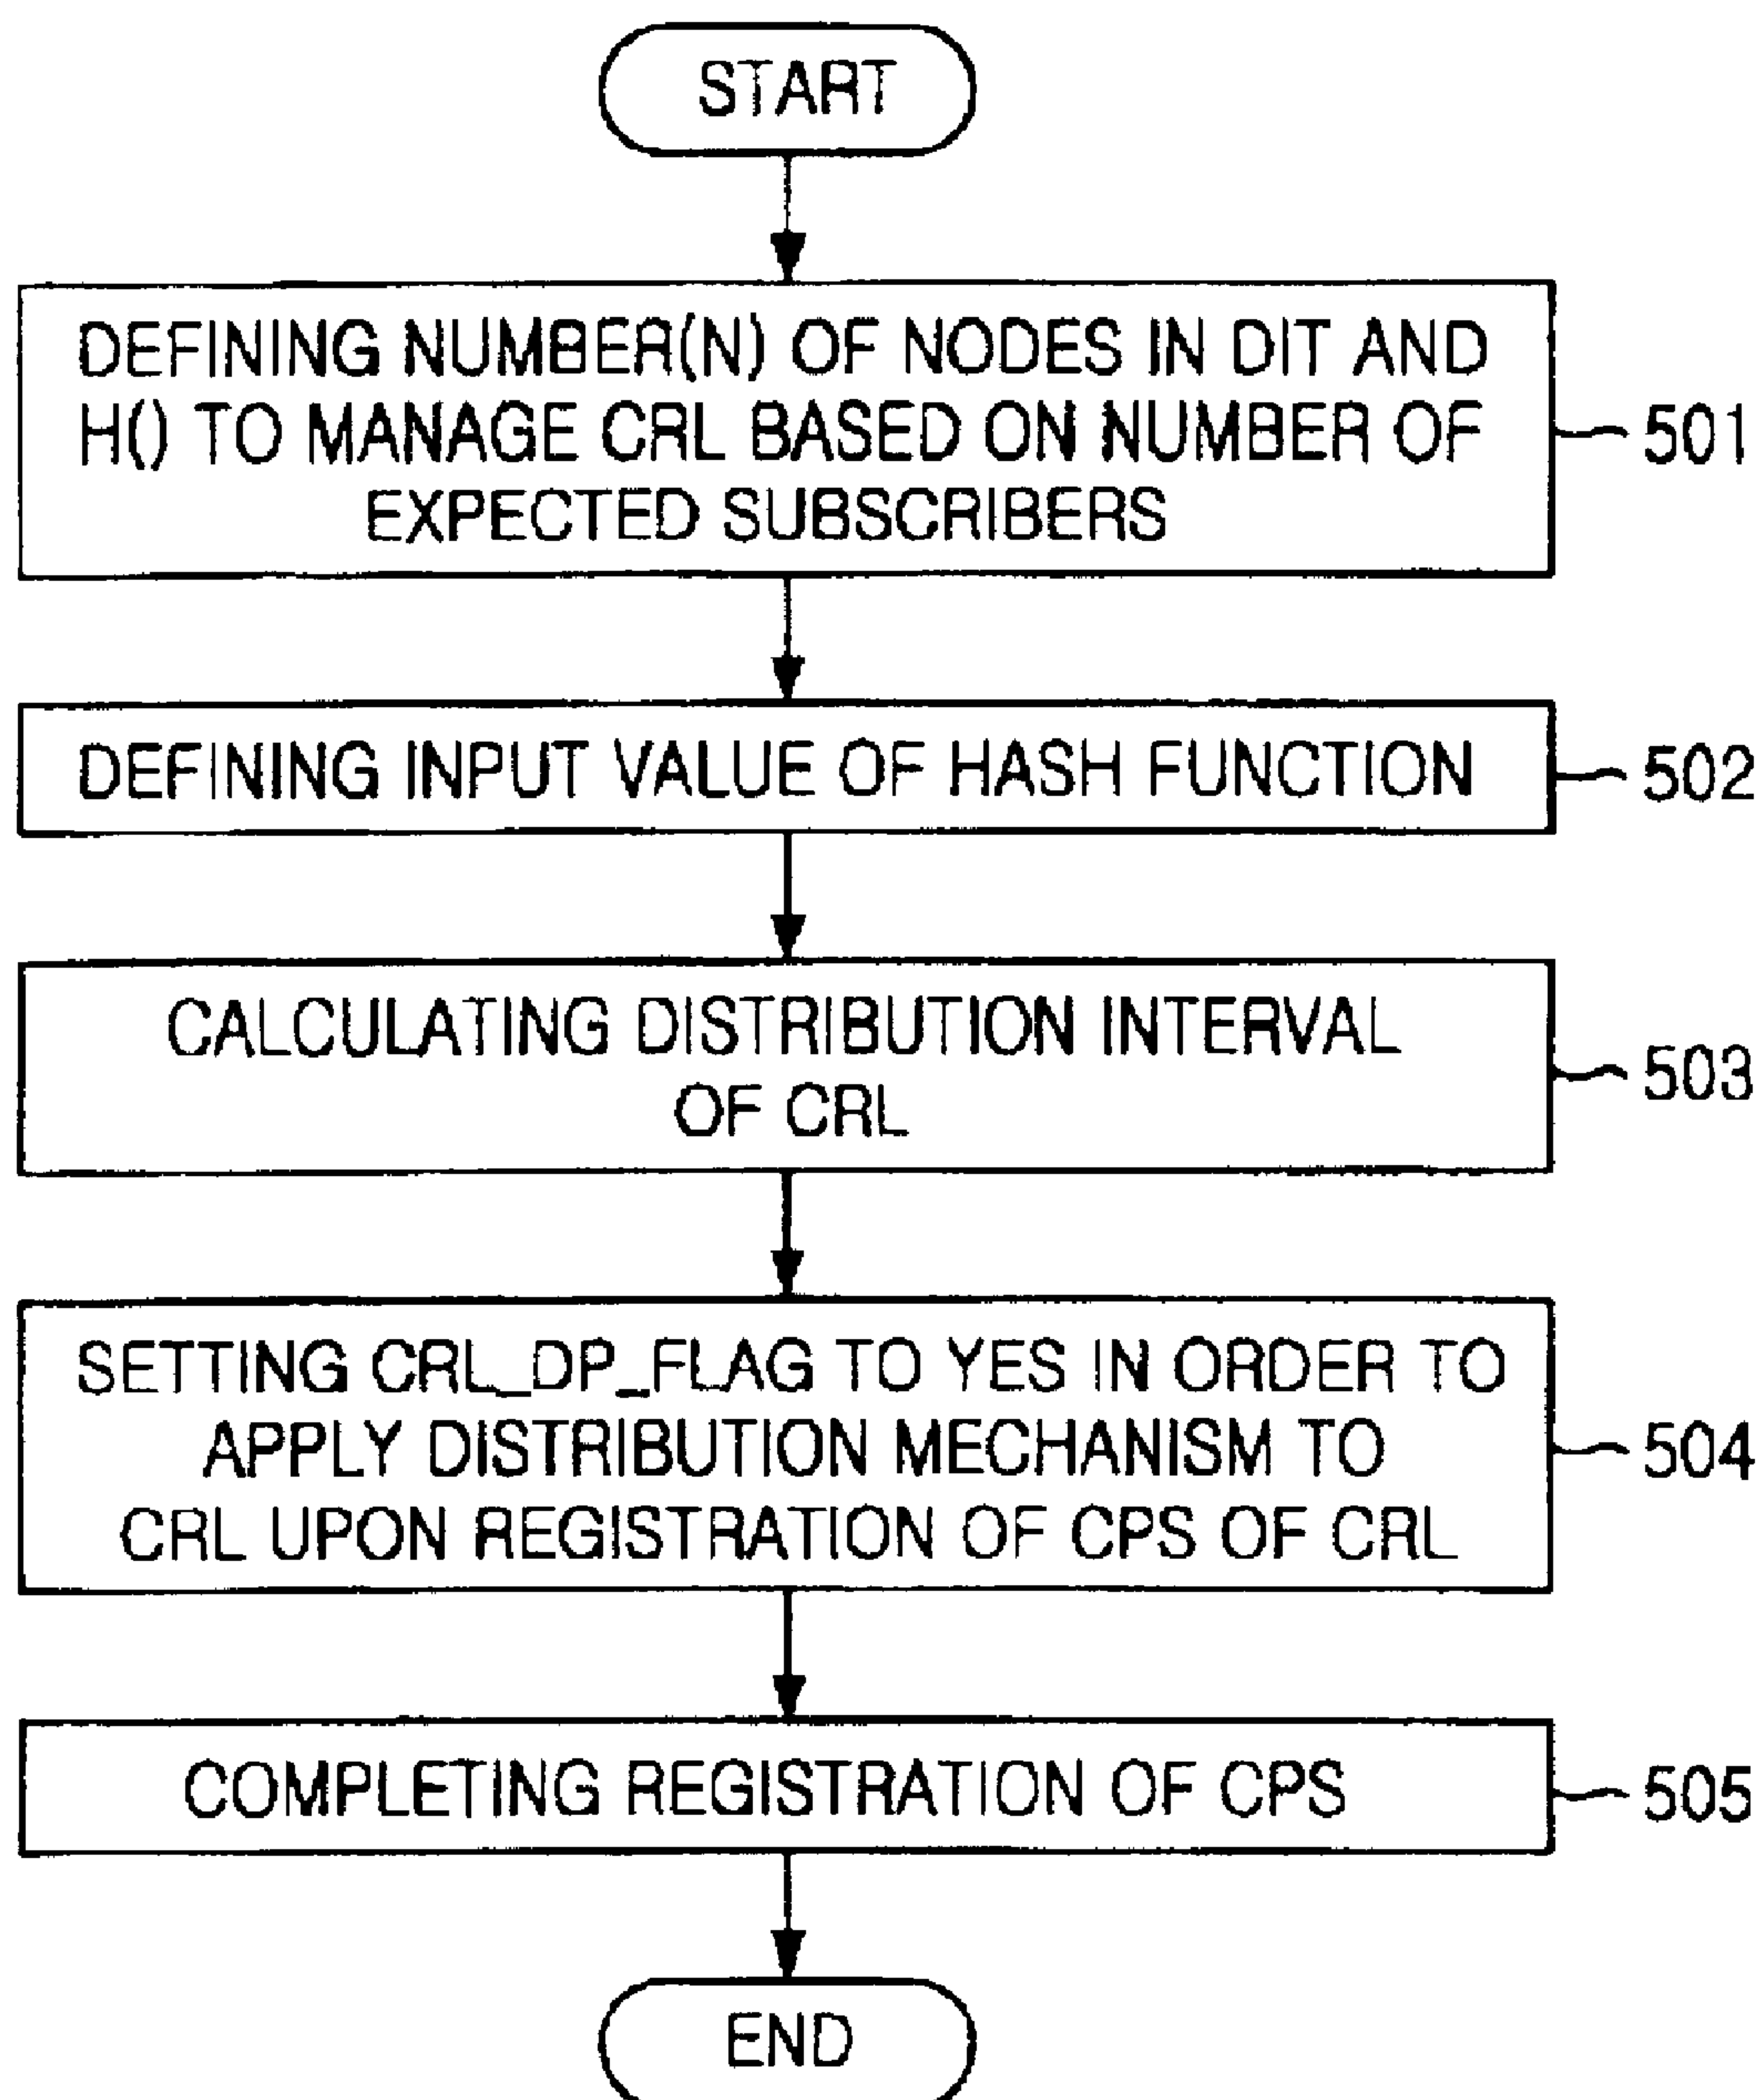 START
DEFINING NUMBER(N) OF NODES IN DIT AND
H() TO MANAGE CRL BASED ON NUMBER OF
EXPECTED SUBSCRIBERS
501
DEFINING INPUT VALUE OF HASH FUNCTION
502
CALCULATING DISTRIBUTION INTERVAL
OF CRL
503
SETTING CRL_DP_FLAG TO YES IN ORDER TO
APPLY DISTRIBUTION MECHANISM TO
CRL UPON REGISTRATION OF CPS OF CRL
504
COMPLETING REGISTRATION OF CPS
505
END